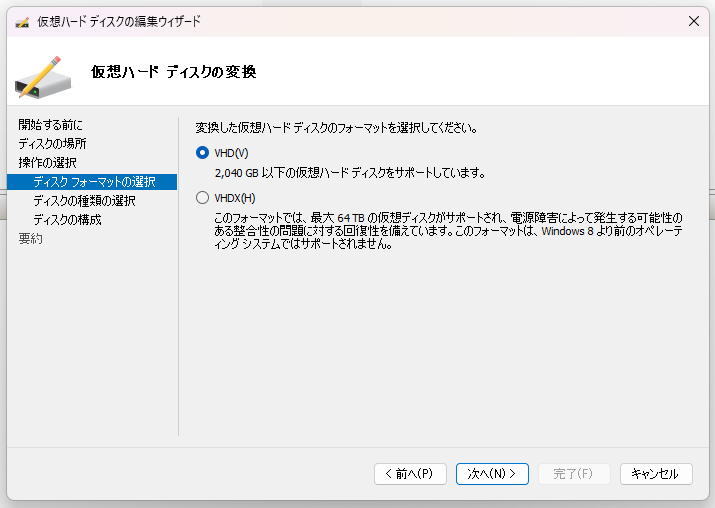 仮想ハード ディスクの編集ウィザード
仮想ハード ディスクの変換
開始する前に
ディスクの場所
操作の選択
ディスク フォーマットの選択
ディスクの種類の選択
ディスクの構成
要約
変換した仮想ハード ディスクのフォーマットを選択してください。
VHD(V)
2,040 GB 以下の仮想ハード ディスクをサポートしています。
VHDX(H)
このフォーマットでは、最大 64 TB の仮想ディスクがサポートされ、電源障害によって発生する可能性の
ある整合性の問題に対する回復性を備えています。このフォーマットは、Windows 8 より前のオペレーテ
ィング システムではサポートされません。
< 前へ(P)
次へ(N) >
完了(F)
キャンセル